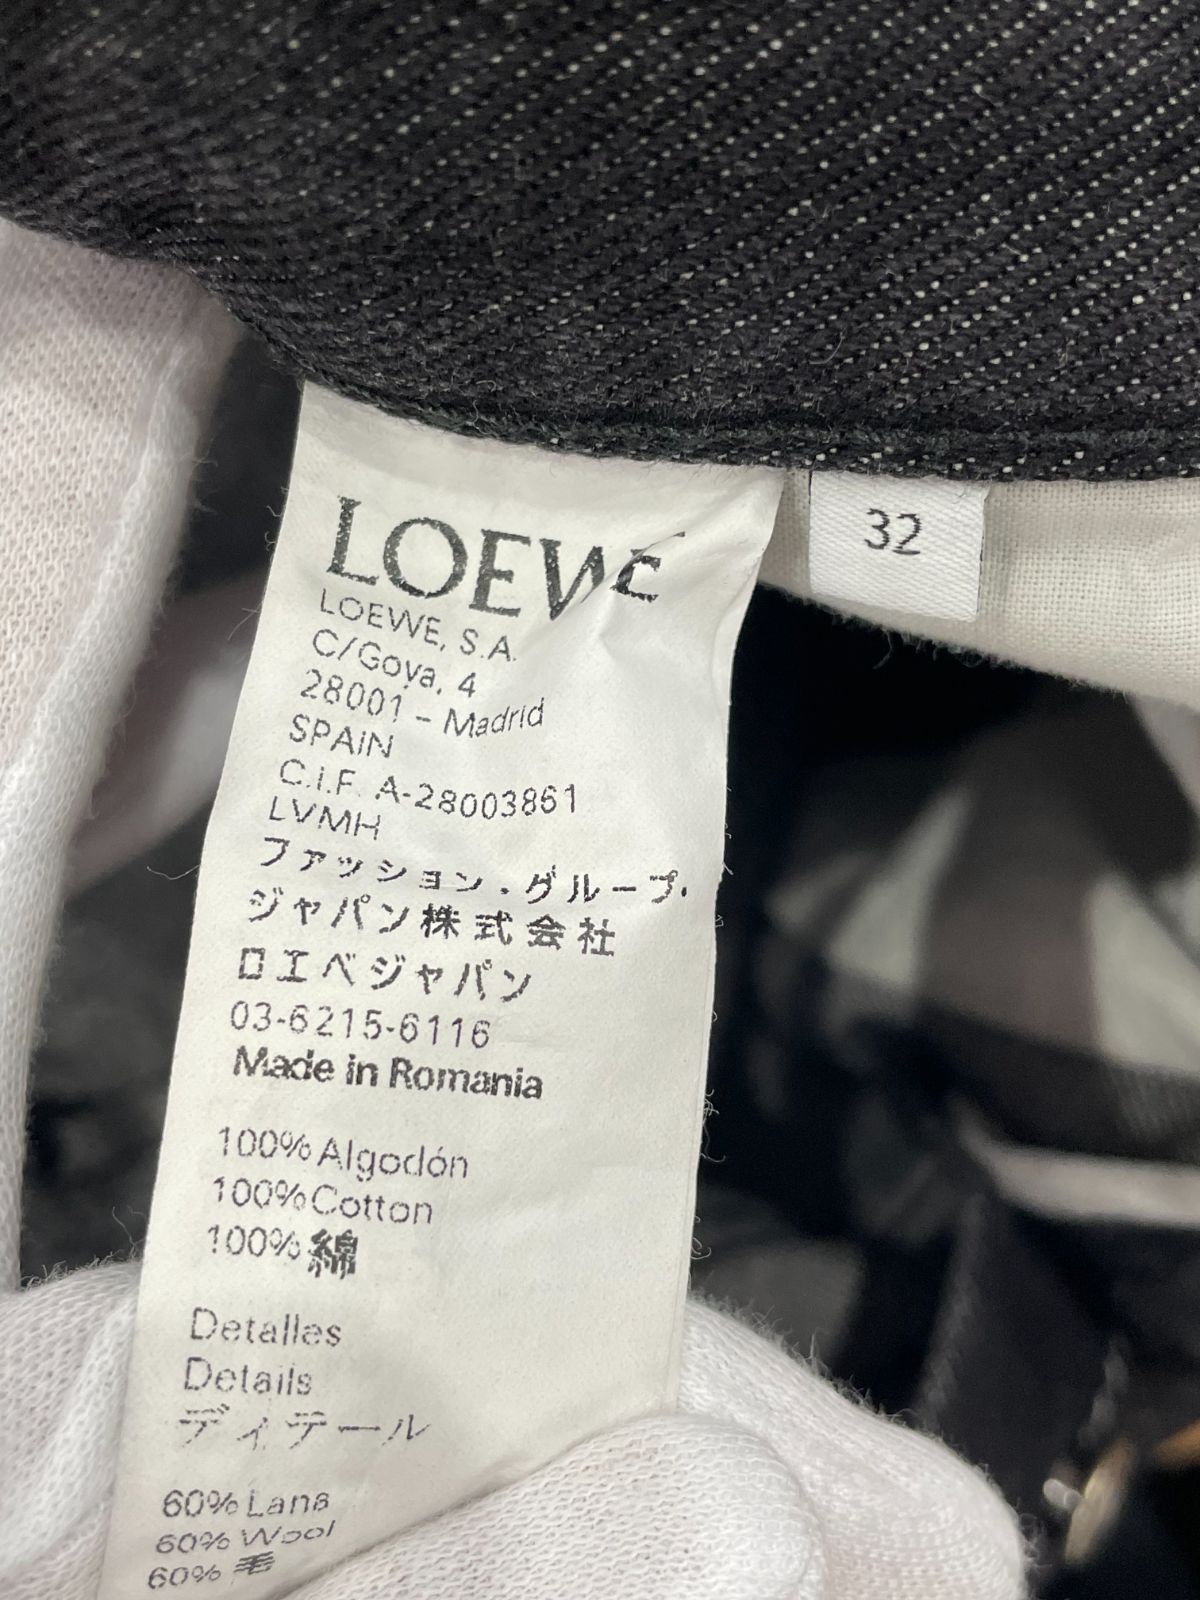 LOEWE
32
LOEWE, S.A.
C/Goya, 4
28001 - Madrid
SPAIN
C.I.F. A-28003861
LVMH
ファッション・グループ・
ジャパン株式会社
ロエベジャパン
03-6215-6116
Made in Romania
100% Algodón
100% Cotton
100% 綿
Detalles
Details
ディテール
60% Lana
60% Wool
60% 毛